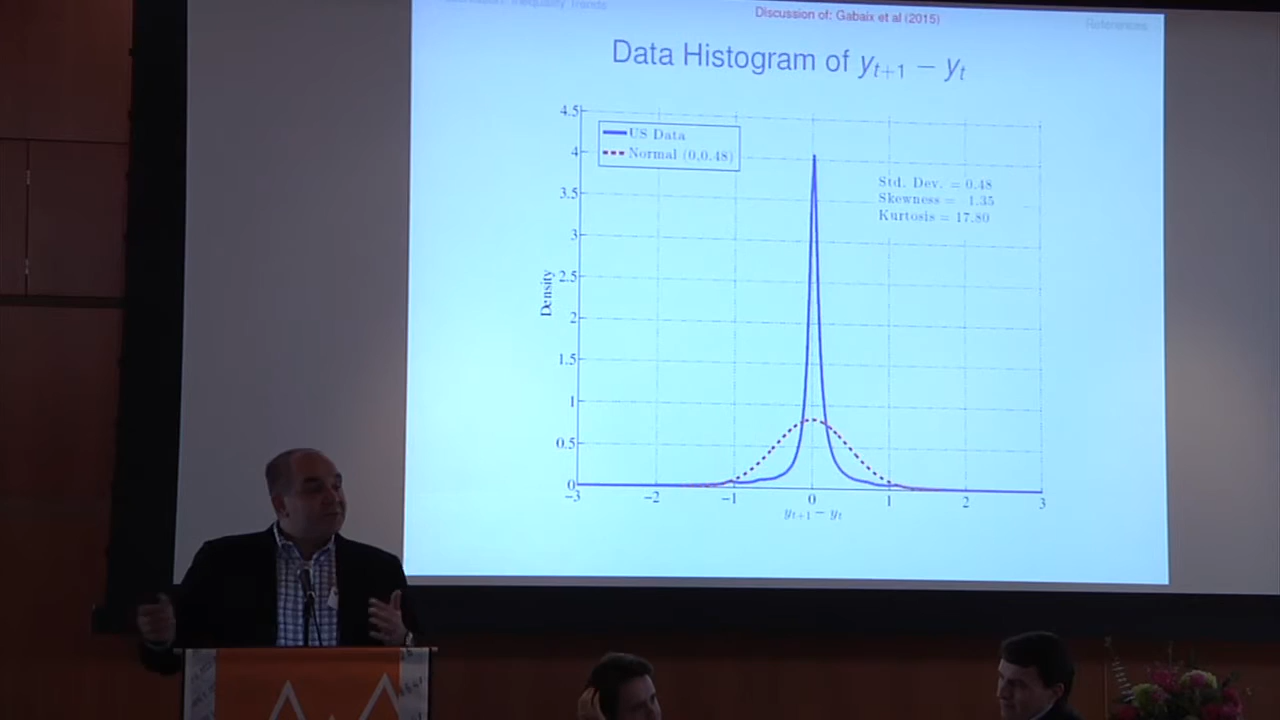 Inequality Trends
Discussion of: Gabaix et al (2015)
References
Data Histogram of yt+1 − yt
4.5
4
3.5
3
2.5
2
1.5
1
0.5
0
Density
US Data
Normal (0,0.48)
Std. Dev. = 0.48
Skewness = 1.35
Kurtosis = 17.80
−3
−2
−1
0
1
2
3
yt+1 − yt